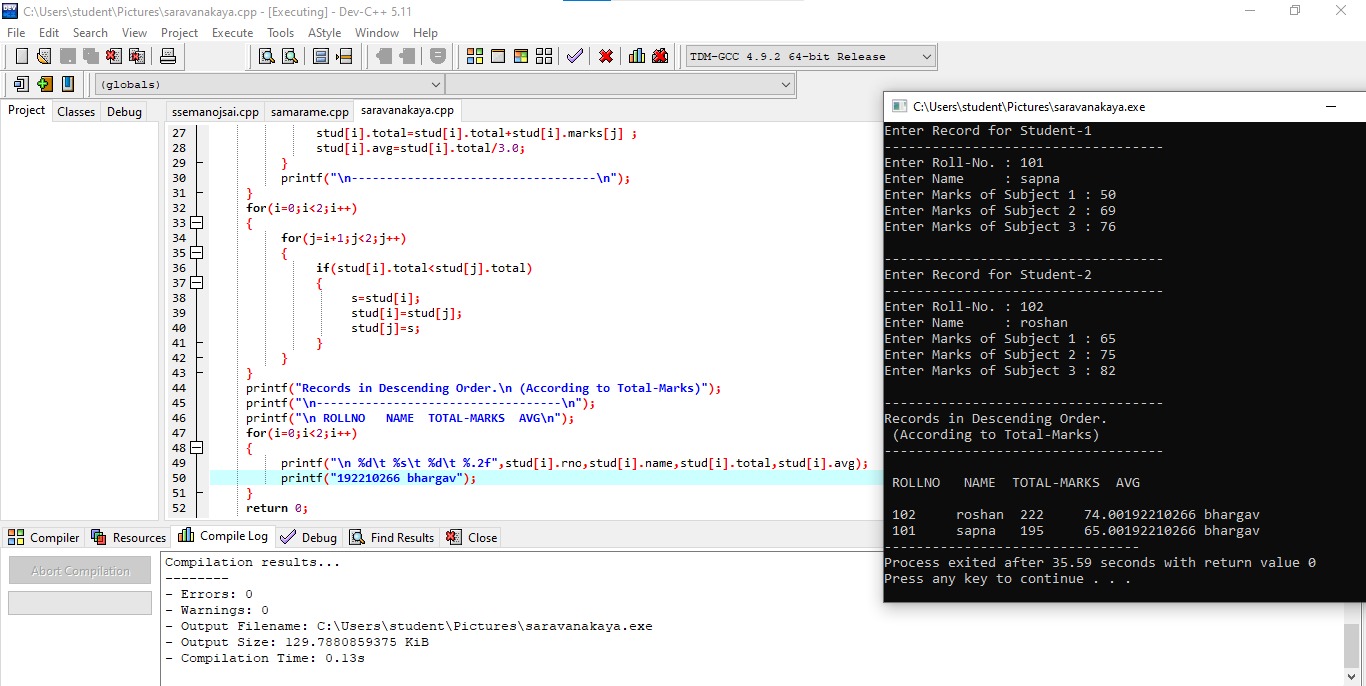 C:\Users\student\Pictures\saravanakaya.cpp - [Executing] - Dev-C++ 5.11
File Edit Search View Project Execute Tools AStyle Window Help
TDM-GCC 4.9.2 64-bit Release
(globals)
Project Classes Debug
ssemanojsai.cpp samarame.cpp saravanakaya.cpp
27 stud[i].total=stud[i].total+stud[i].marks[j] ;
28 stud[i].avg=stud[i].total/3.0;
29 }
30 printf("\n-----------------------------------\n");
31 }
32 for(i=0;i<2;i++)
33 {
34 for(j=i+1;j<2;j++)
35 {
36 if(stud[i].total<stud[j].total)
37 {
38 s=stud[i];
39 stud[i]=stud[j];
40 stud[j]=s;
41 }
42 }
43 }
44 printf("Records in Descending Order.\n (According to Total-Marks)");
45 printf("\n-----------------------------------\n");
46 printf("\n ROLLNO   NAME  TOTAL-MARKS  AVG\n");
47 for(i=0;i<2;i++)
48 {
49 printf("\n %d\t %s\t %d\t %.2f",stud[i].rno,stud[i].name,stud[i].total,stud[i].avg);
50 printf("192210266 bhargav");
51 }
52 return 0;
Compiler Resources Compile Log Debug Find Results Close
Abort Compilation
Compilation results...
--------
- Errors: 0
- Warnings: 0
- Output Filename: C:\Users\student\Pictures\saravanakaya.exe
- Output Size: 129.7880859375 KiB
- Compilation Time: 0.13s
C:\Users\student\Pictures\saravanakaya.exe
Enter Record for Student-1
-----------------------------------
Enter Roll-No. : 101
Enter Name     : sapna
Enter Marks of Subject 1 : 50
Enter Marks of Subject 2 : 69
Enter Marks of Subject 3 : 76
-----------------------------------
Enter Record for Student-2
-----------------------------------
Enter Roll-No. : 102
Enter Name     : roshan
Enter Marks of Subject 1 : 65
Enter Marks of Subject 2 : 75
Enter Marks of Subject 3 : 82
-----------------------------------
Records in Descending Order.
(According to Total-Marks)
-----------------------------------
ROLLNO   NAME  TOTAL-MARKS  AVG
102     roshan  222     74.00192210266 bhargav
101     sapna   195     65.00192210266 bhargav
--------------------------------
Process exited after 35.59 seconds with return value 0
Press any key to continue . . .